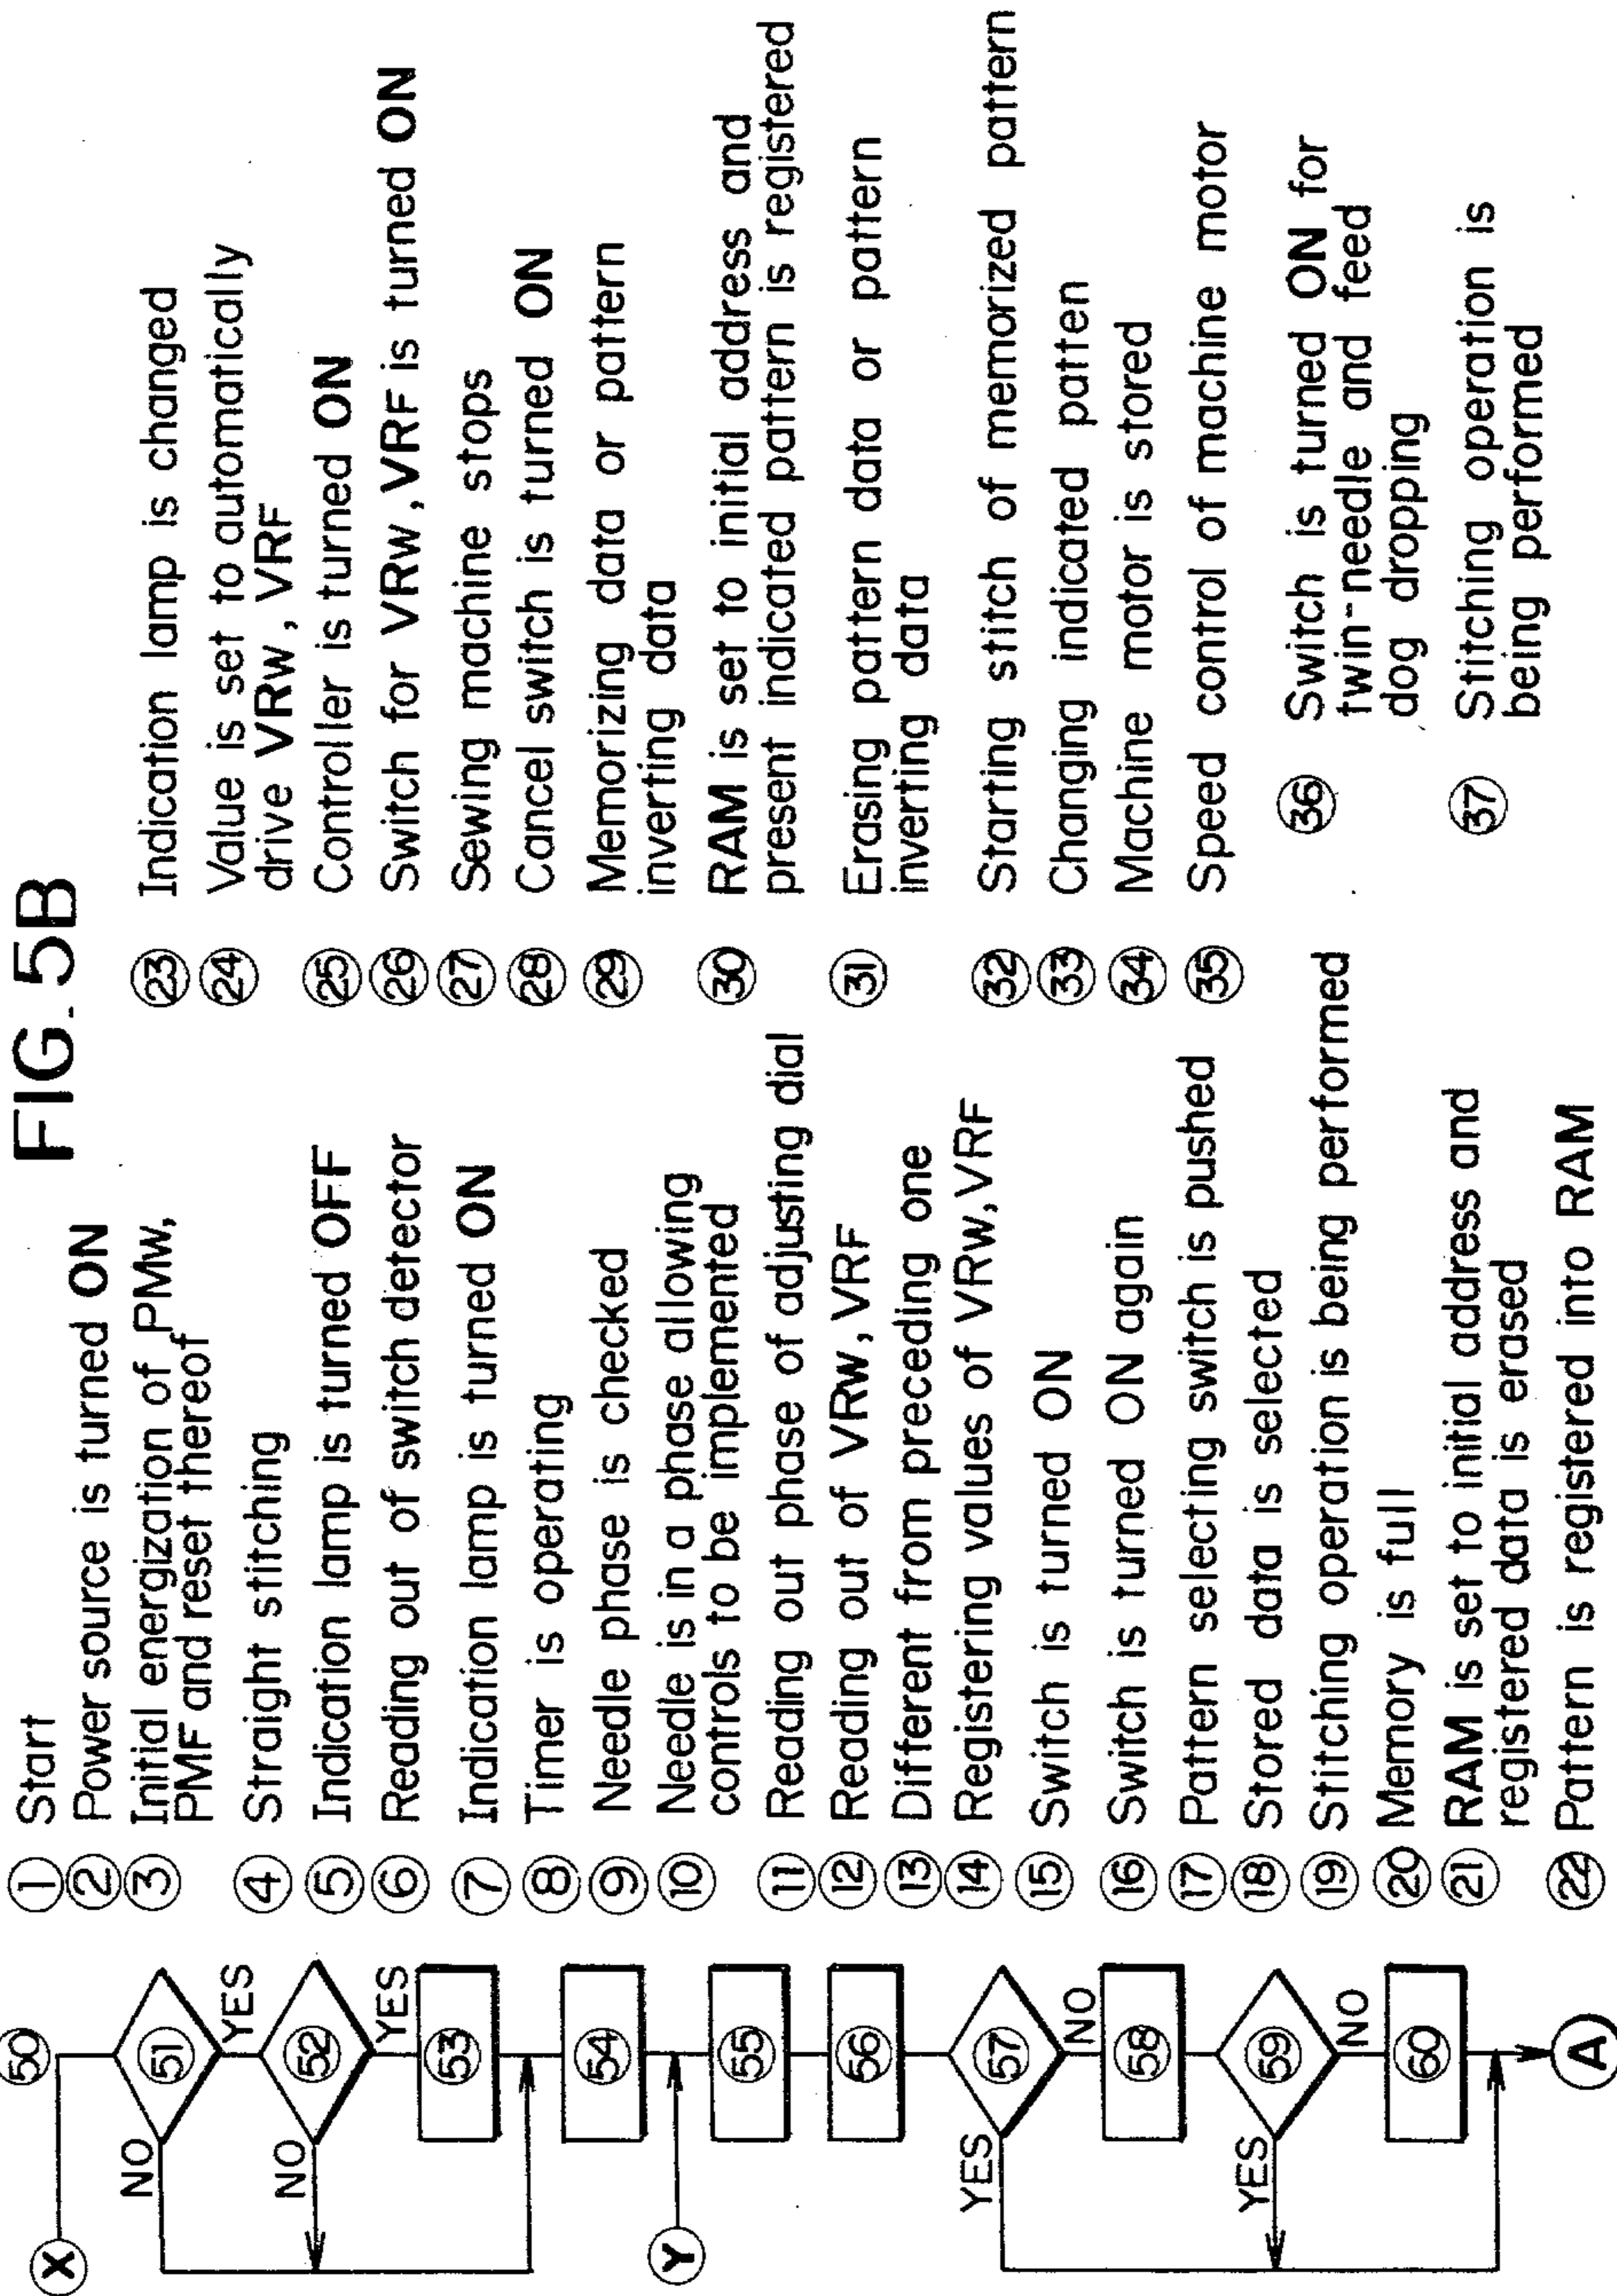 FIG. 5B
X
50
51
NO
YES
52
NO
YES
53
54
Y
55
56
57
YES
NO
58
59
YES
NO
60
A
1 Start
2 Power source is turned ON
3 Initial energization of PMW,
PMF and reset thereof
4 Straight stitching
5 Indication lamp is turned OFF
6 Reading out of switch detector
7 Indication lamp is turned ON
8 Timer is operating
9 Needle phase is checked
10 Needle is in a phase allowing
controls to be implemented
11 Reading out phase of adjusting dial
12 Reading out of VRW, VRF
13 Different from preceding one
14 Registering values of VRW, VRF
15 Switch is turned ON
16 Switch is turned ON again
17 Pattern selecting switch is pushed
18 Stored data is selected
19 Stitching operation is being performed
20 Memory is full
21 RAM is set to initial address and
registered data is erased
22 Pattern is registered into RAM
23 Indication lamp is changed
24 Value is set to automatically
drive VRW, VRF
25 Controller is turned ON
26 Switch for VRW, VRF is turned ON
27 Sewing machine stops
28 Cancel switch is turned ON
29 Memorizing data or pattern
inverting data
30 RAM is set to initial address and
present indicated pattern is registered
31 Erasing pattern data or pattern
inverting data
32 Starting stitch of memorized pattern
33 Changing indicated patten
34 Machine motor is stored
35 Speed control of machine motor
36 Switch is turned ON for
twin-needle and feed
dog dropping
37 Stitching operation is
being performed